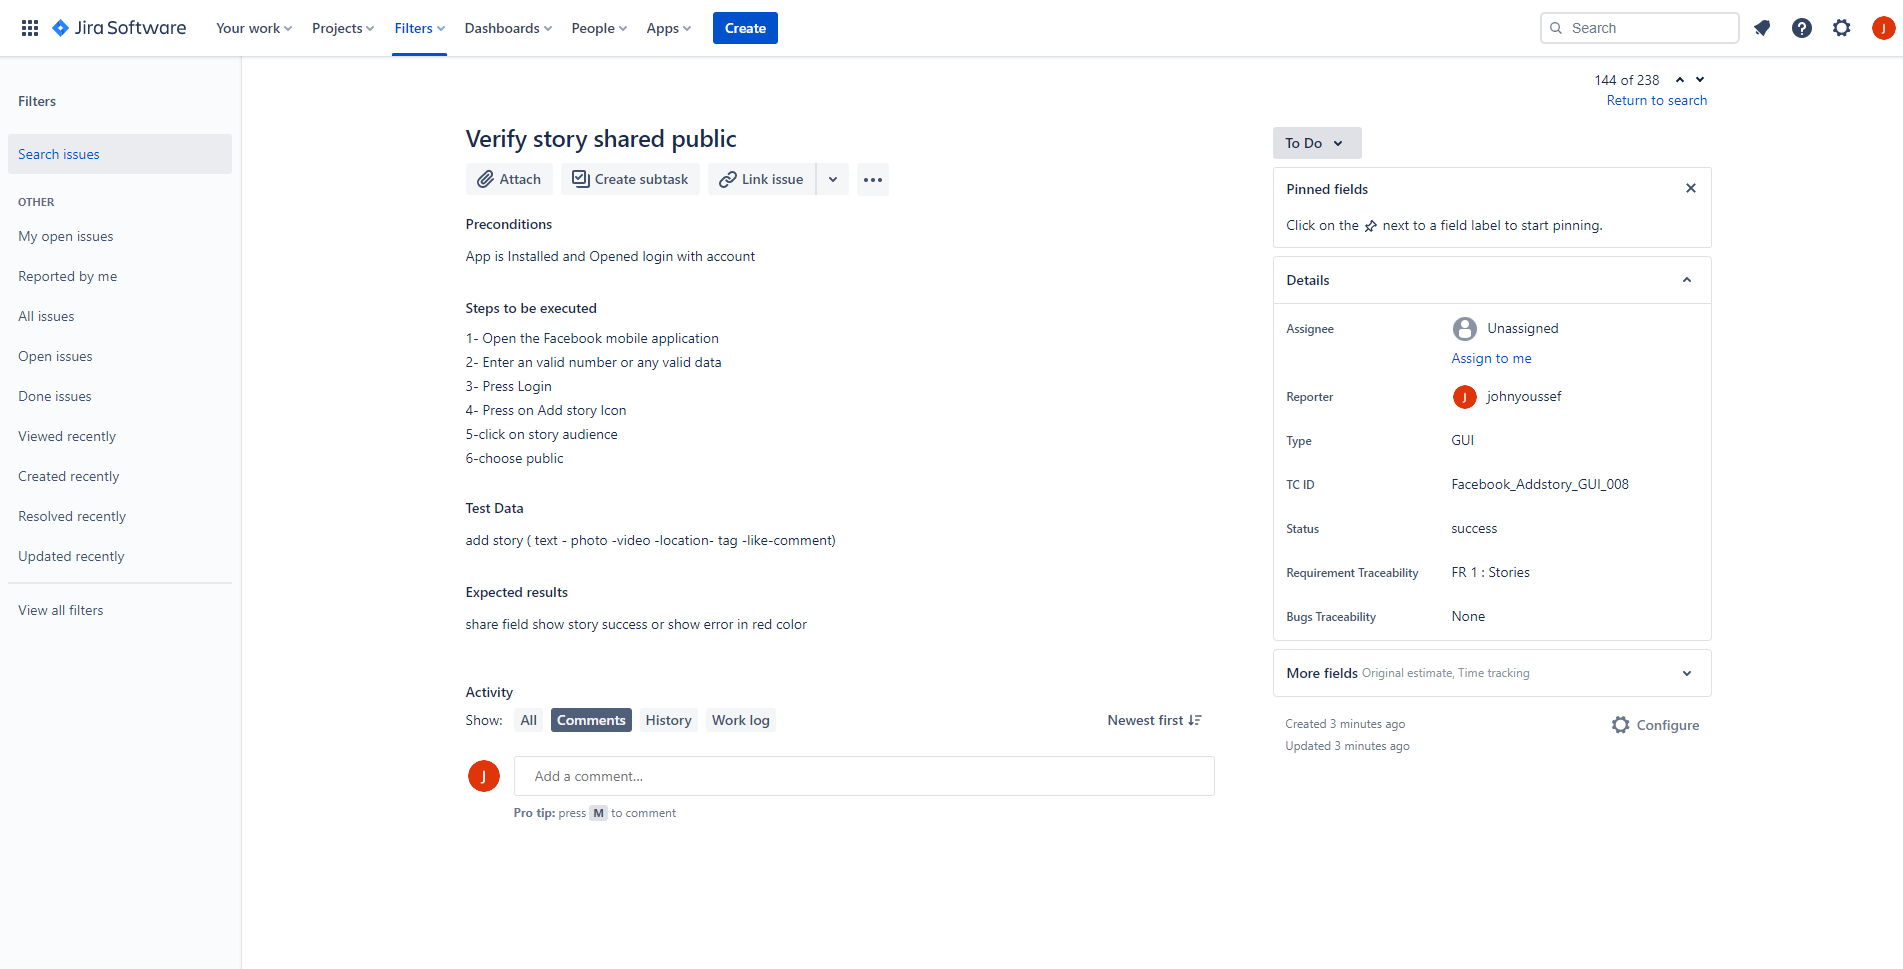 Jira Software
Your work
Projects
Filters
Dashboards
People
Apps
Create
Search
J
Filters
Search issues
OTHER
My open issues
Reported by me
All issues
Open issues
Done issues
Viewed recently
Created recently
Resolved recently
Updated recently
View all filters
144 of 238
Return to search
Verify story shared public
Attach
Create subtask
Link issue
Preconditions
App is Installed and Opened login with account
Steps to be executed
1- Open the Facebook mobile application
2- Enter an valid number or any valid data
3- Press Login
4- Press on Add story Icon
5-click on story audience
6-choose public
Test Data
add story ( text - photo -video -location- tag -like-comment)
Expected results
share field show story success or show error in red color
Activity
Show: All Comments History Work log
Newest first
J
Add a comment...
Pro tip: press M to comment
To Do
Pinned fields
Click on the next to a field label to start pinning.
Details
Assignee Unassigned
Assign to me
Reporter J johnyoussef
Type GUI
TC ID Facebook_Addstory_GUI_008
Status success
Requirement Traceability FR 1 : Stories
Bugs Traceability None
More fields Original estimate, Time tracking
Created 3 minutes ago
Updated 3 minutes ago
Configure